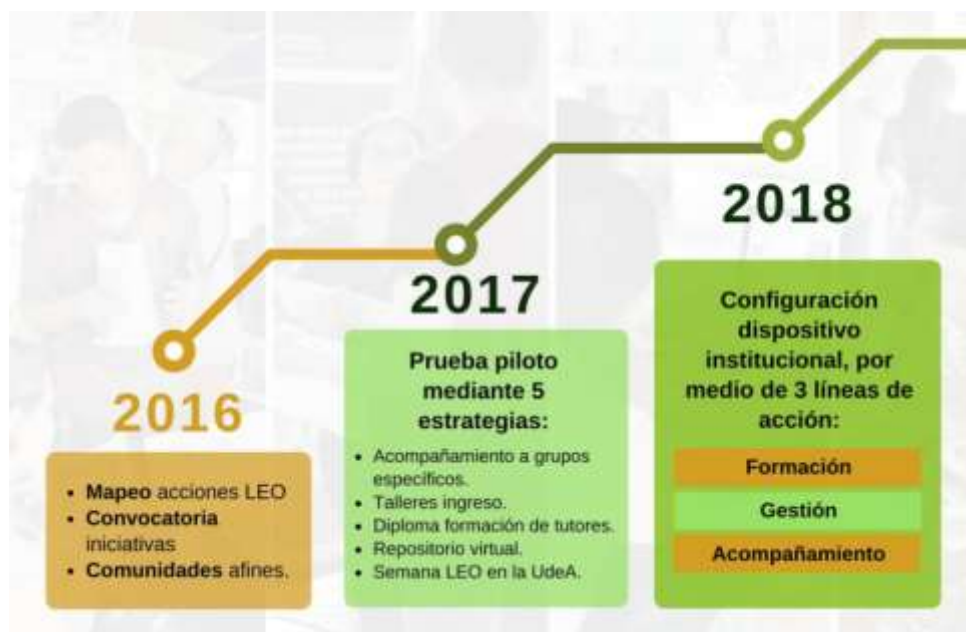 2016
• Mapeo acciones LEO
• Convocatoria
iniciativas
• Comunidades afines.
2017
Prueba piloto
mediante 5
estrategias:
• Acompañamiento a grupos
específicos.
• Talleres ingreso.
• Diploma formación de tutores.
• Repositorio virtual.
• Semana LEO en la UdeA.
2018
Configuración
dispositivo
institucional, por
medio de 3 líneas de
acción:
Formación
Gestión
Acompañamiento